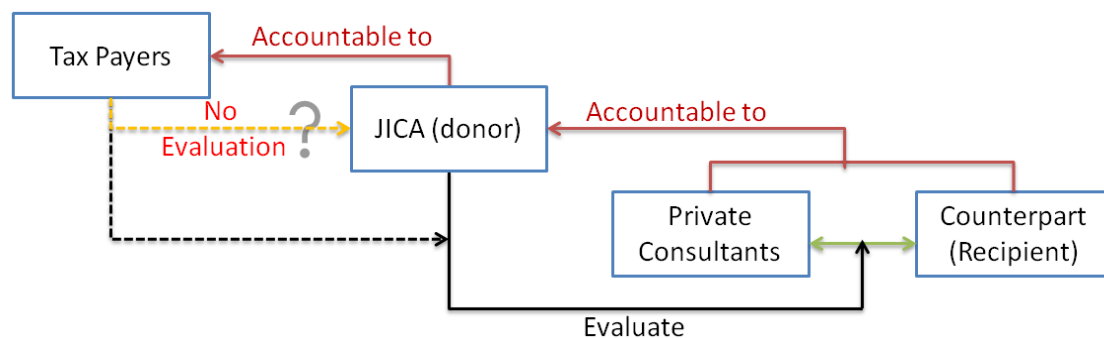 Tax Payers
Accountable to
No
Evaluation
?
JICA (donor)
Accountable to
Private
Consultants
Counterpart
(Recipient)
Evaluate